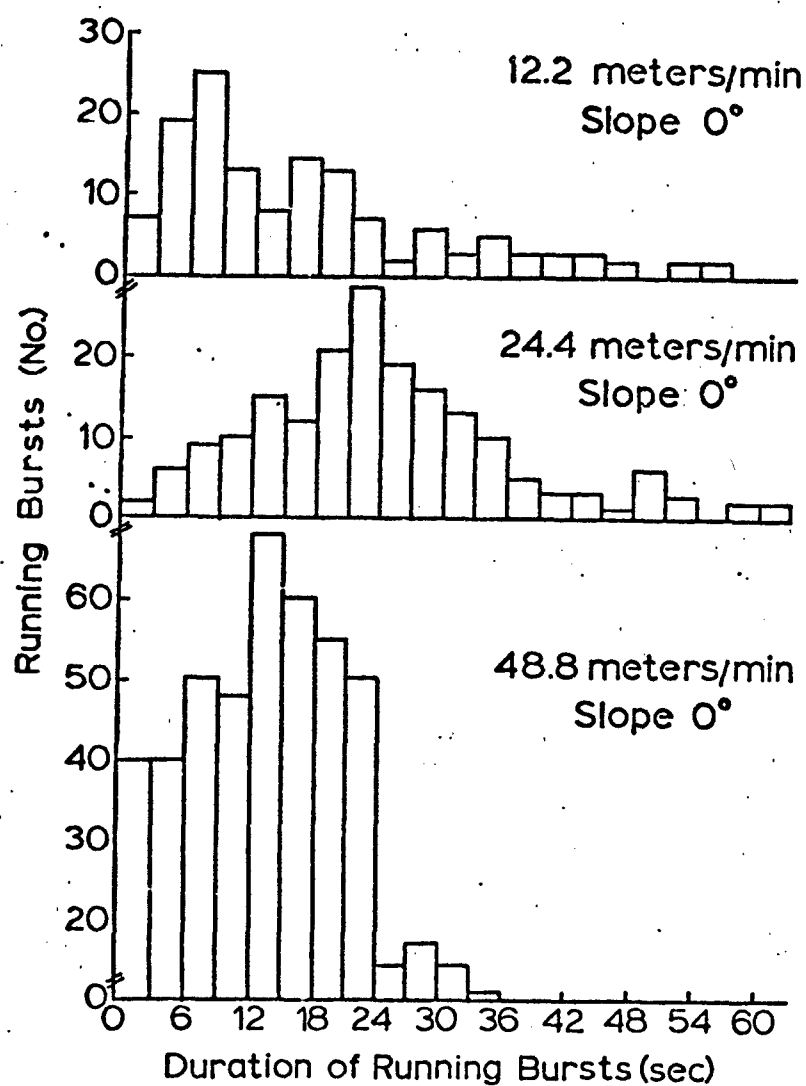 30
20
10
0
12.2 meters/min
Slope 0°
20
10
0
24.4 meters/min
Slope 0°
60
50
40
30
20
0
48.8 meters/min
Slope 0°
Running Bursts (No.)
0 6 12 18 24 30 36 42 48 54 60
Duration of Running Bursts (sec)